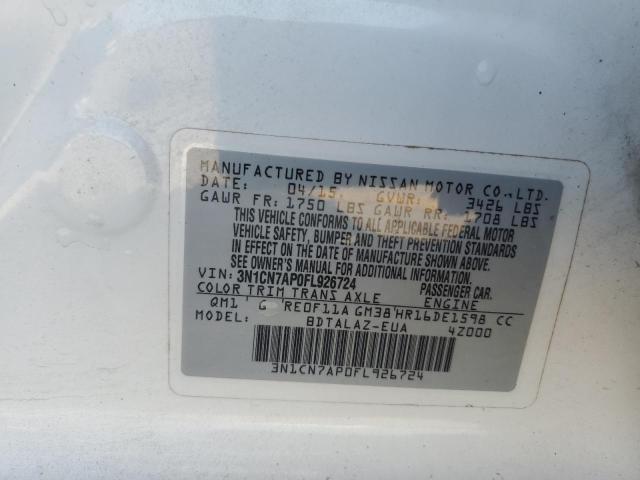 MANUFACTURED BY NISSAN MOTOR CO.,LTD.
DATE: 04/15. GVWR: 3426 LBS
GAWR FR: 1750 LBS GAWR RR: 1708 LBS
THIS VEHICLE CONFORMS TO ALL APPLICABLE FEDERAL MOTOR
VEHICLE SAFETY, BUMPER AND THEFT PREVENTION STANDARDS
IN EFFECT ON THE DATE OF MANUFACTURE SHOWN ABOVE.
SEE OWNER'S MANUAL FOR ADDITIONAL INFORMATION.
VIN: 3N1CN7AP0FL926724 PASSENGER CAR.
COLOR TRIM TRANS AXLE ENGINE
QM1' G 'RE0F11A GM38'HR16DE1598 CC
BDTALAZ-EUA 4Z000
3N1CN7AP0FL926724